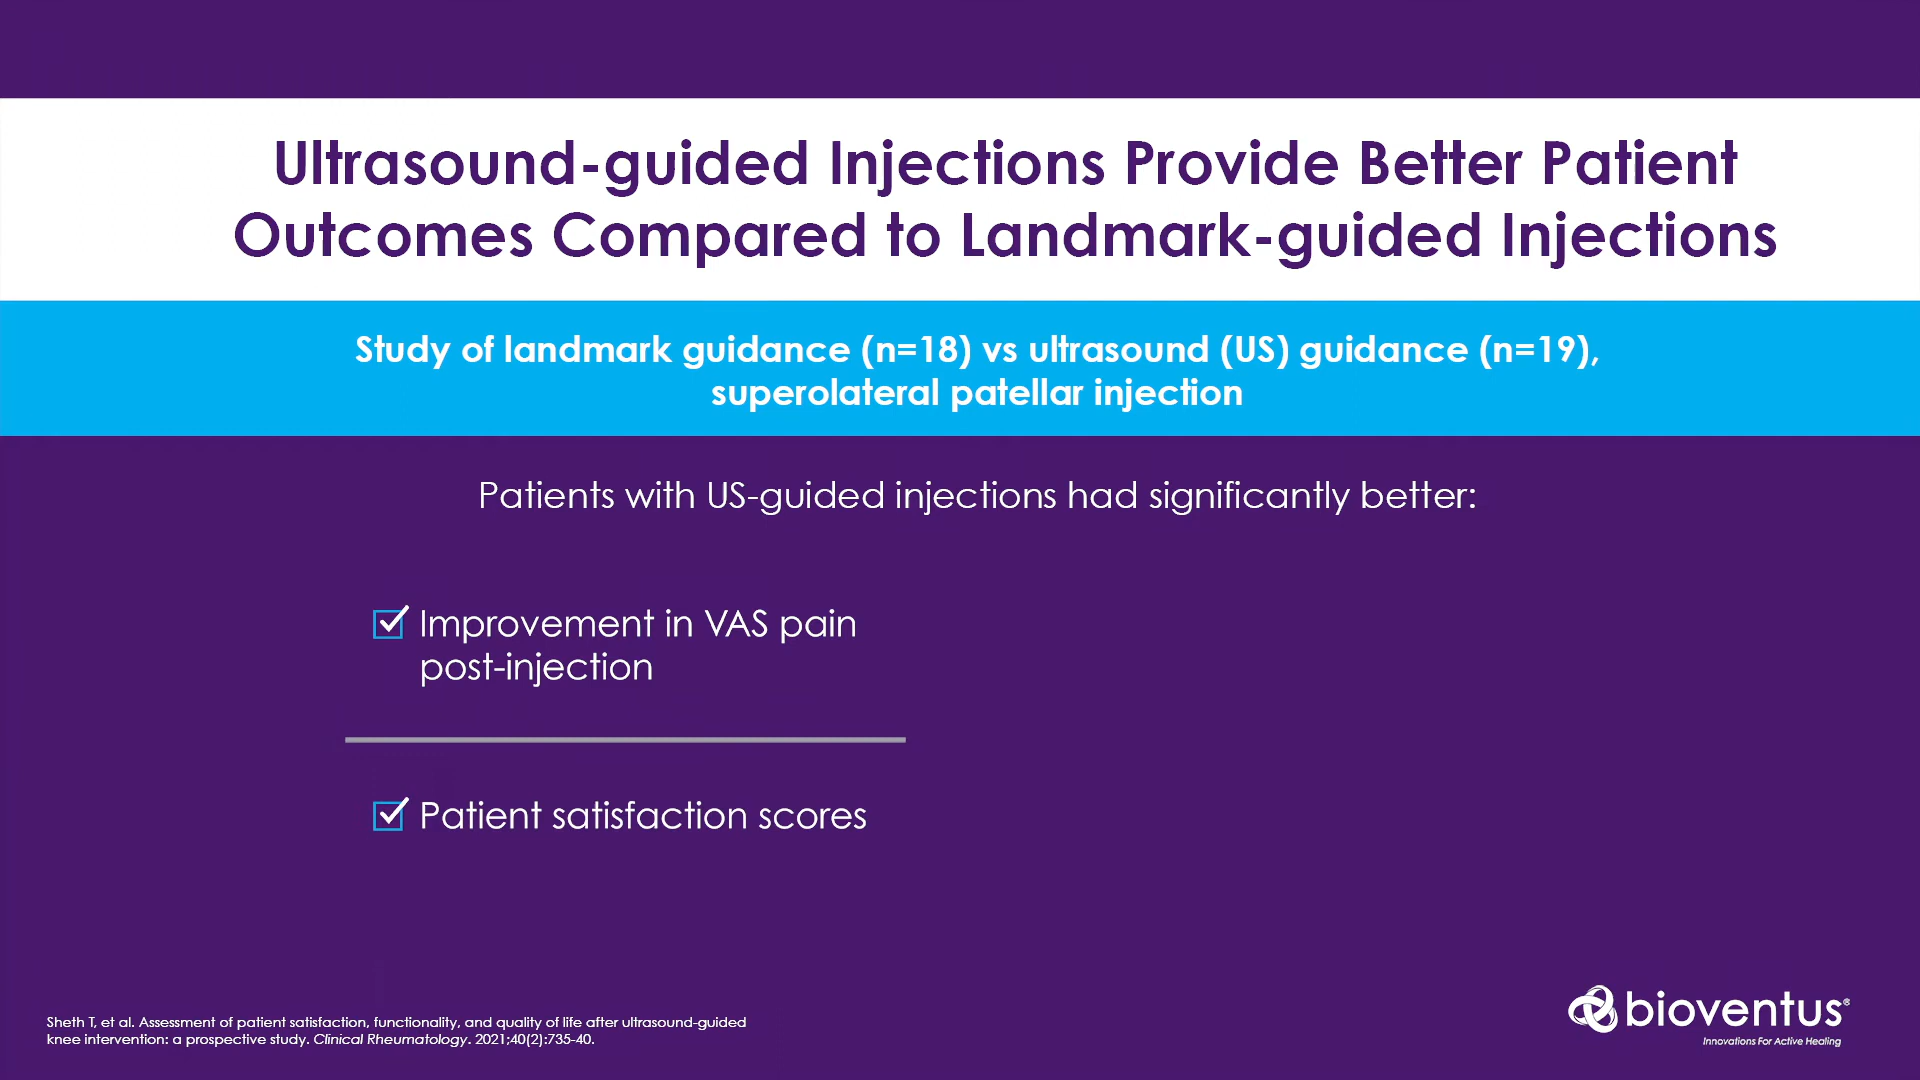 Ultrasound-guided Injections Provide Better Patient
Outcomes Compared to Landmark-guided Injections
Study of landmark guidance (n=18) vs ultrasound (US) guidance (n=19),
superolateral patellar injection
Patients with US-guided injections had significantly better:
Improvement in VAS pain
post-injection
Patient satisfaction scores
Sheth T, et al. Assessment of patient satisfaction, functionality, and quality of life after ultrasound-guided
knee intervention: a prospective study. Clinical Rheumatology. 2021;40(2):735-40.
bioventus®
Innovations For Active Healing